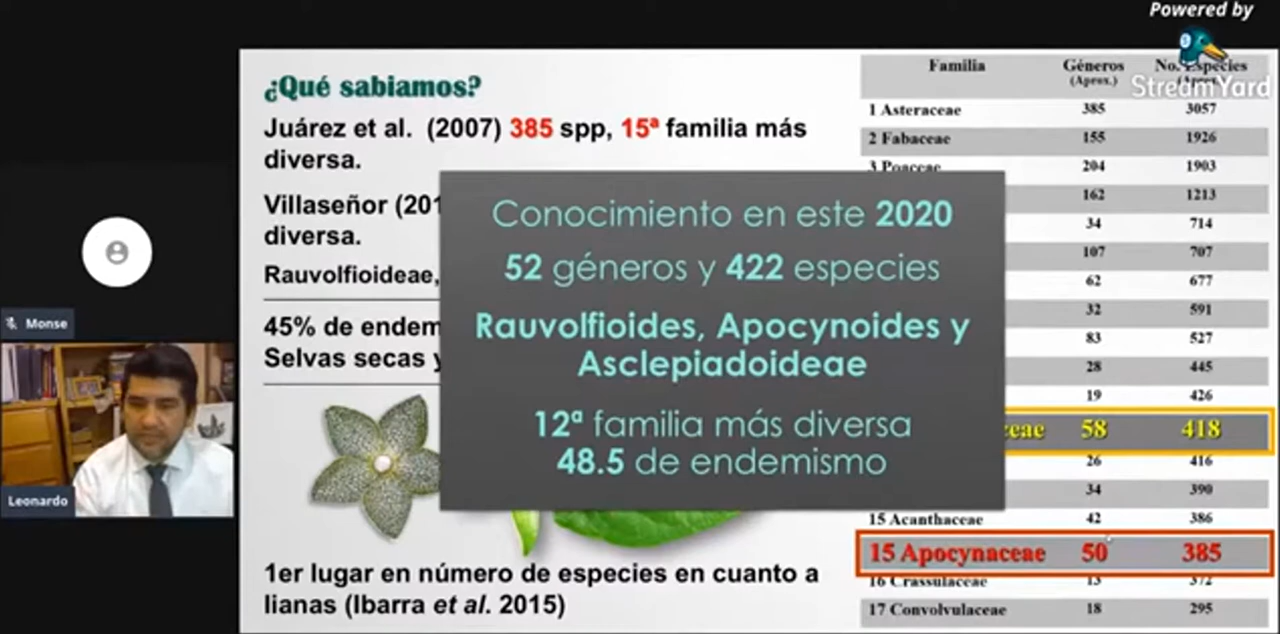 Powered by
StreamYard
Monse
Leonardo
¿Qué sabiamos?
Juárez et al. (2007) 385 spp, 15ª familia más
diversa.
Villaseñor (201
diversa.
Rauvolfioideae,
45% de endem
Selvas secas y
1er lugar en número de especies en cuanto a
lianas (Ibarra et al. 2015)
Conocimiento en este 2020
52 géneros y 422 especies
Rauvolfioides, Apocynoides y
Asclepiadoideae
12ª familia más diversa
48.5 de endemismo
Familia Géneros No. Especies
(Aprox.)
1 Asteraceae 385 3057
2 Fabaceae 155 1926
3 Poaceae 204 1903
162 1213
34 714
107 707
62 677
32 591
83 527
28 445
19 426
ceae 58 418
26 416
34 390
15 Acanthaceae 42 386
15 Apocynaceae 50 385
16 Crassulaceae 13 372
17 Convolvulaceae 18 295